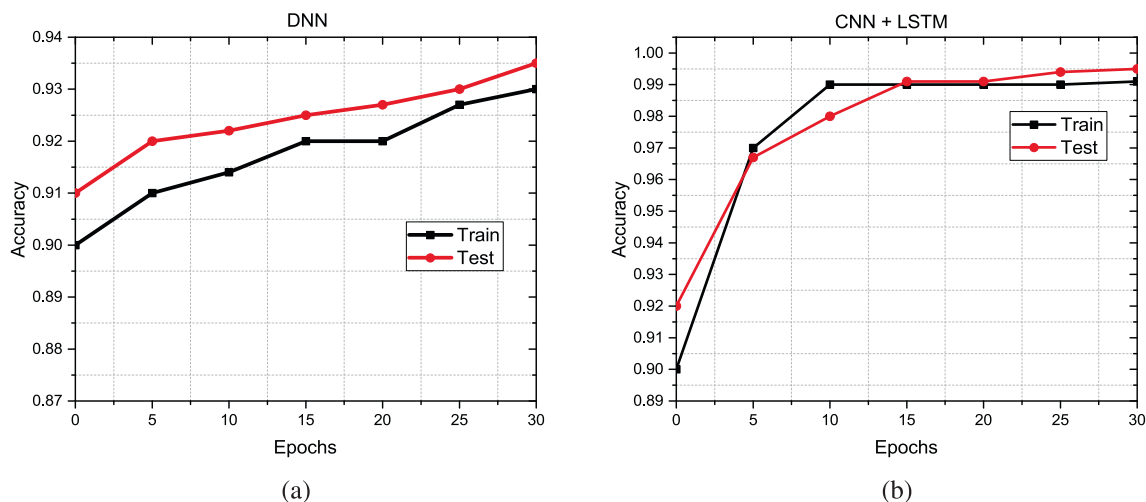 DNN
0.94
0.93
0.92
0.91
0.90
0.89
0.88
0.87
Accuracy
Train
Test
0 5 10 15 20 25 30
Epochs
(a)
CNN + LSTM
1.00
0.99
0.98
0.97
0.96
0.95
0.94
0.93
0.92
0.91
0.90
0.89
Accuracy
Train
Test
0 5 10 15 20 25 30
Epochs
(b)